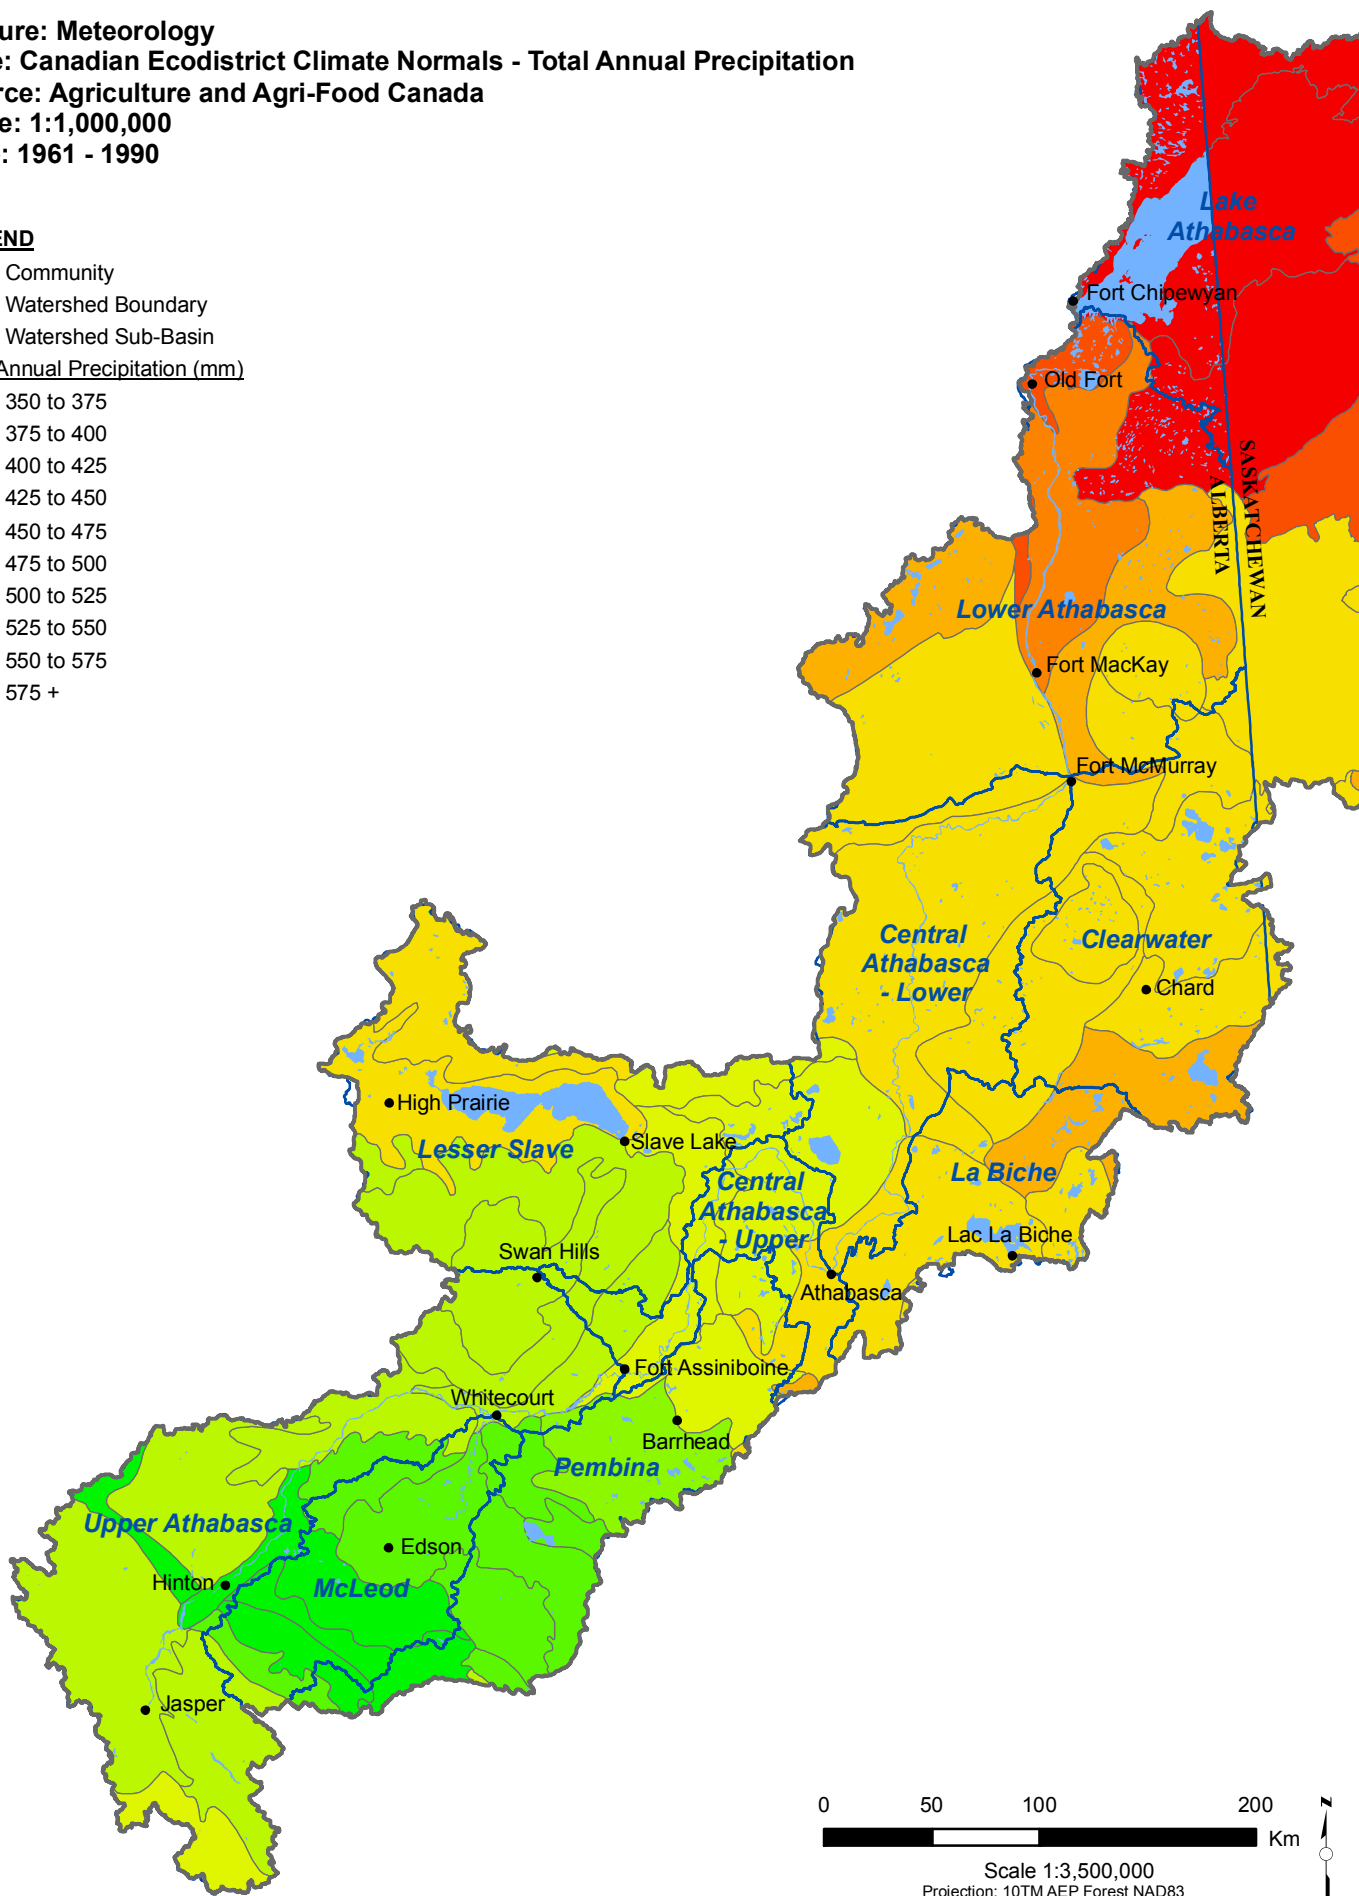 ure: Meteorology
e: Canadian Ecodistrict Climate Normals - Total Annual Precipitation
rce: Agriculture and Agri-Food Canada
e: 1:1,000,000
: 1961 - 1990
END
Community
Watershed Boundary
Watershed Sub-Basin
Annual Precipitation (mm)
350 to 375
375 to 400
400 to 425
425 to 450
450 to 475
475 to 500
500 to 525
525 to 550
550 to 575
575 +
Lake
Athabasca
Fort Chipewyan
Old Fort
SASKATCHEWAN
ALBERTA
Lower Athabasca
Fort MacKay
Fort McMurray
Central
Athabasca
- Lower
Clearwater
Chard
High Prairie
Lesser Slave
Slave Lake
Central
Athabasca
- Upper
La Biche
Lac La Biche
Swan Hills
Athabasca
Fort Assiniboine
Whitecourt
Barrhead
Pembina
Upper Athabasca
Edson
Hinton
McLeod
Jasper
0 50 100 200
Km
N
Scale 1:3,500,000
Projection: 10TM AEP Forest NAD83